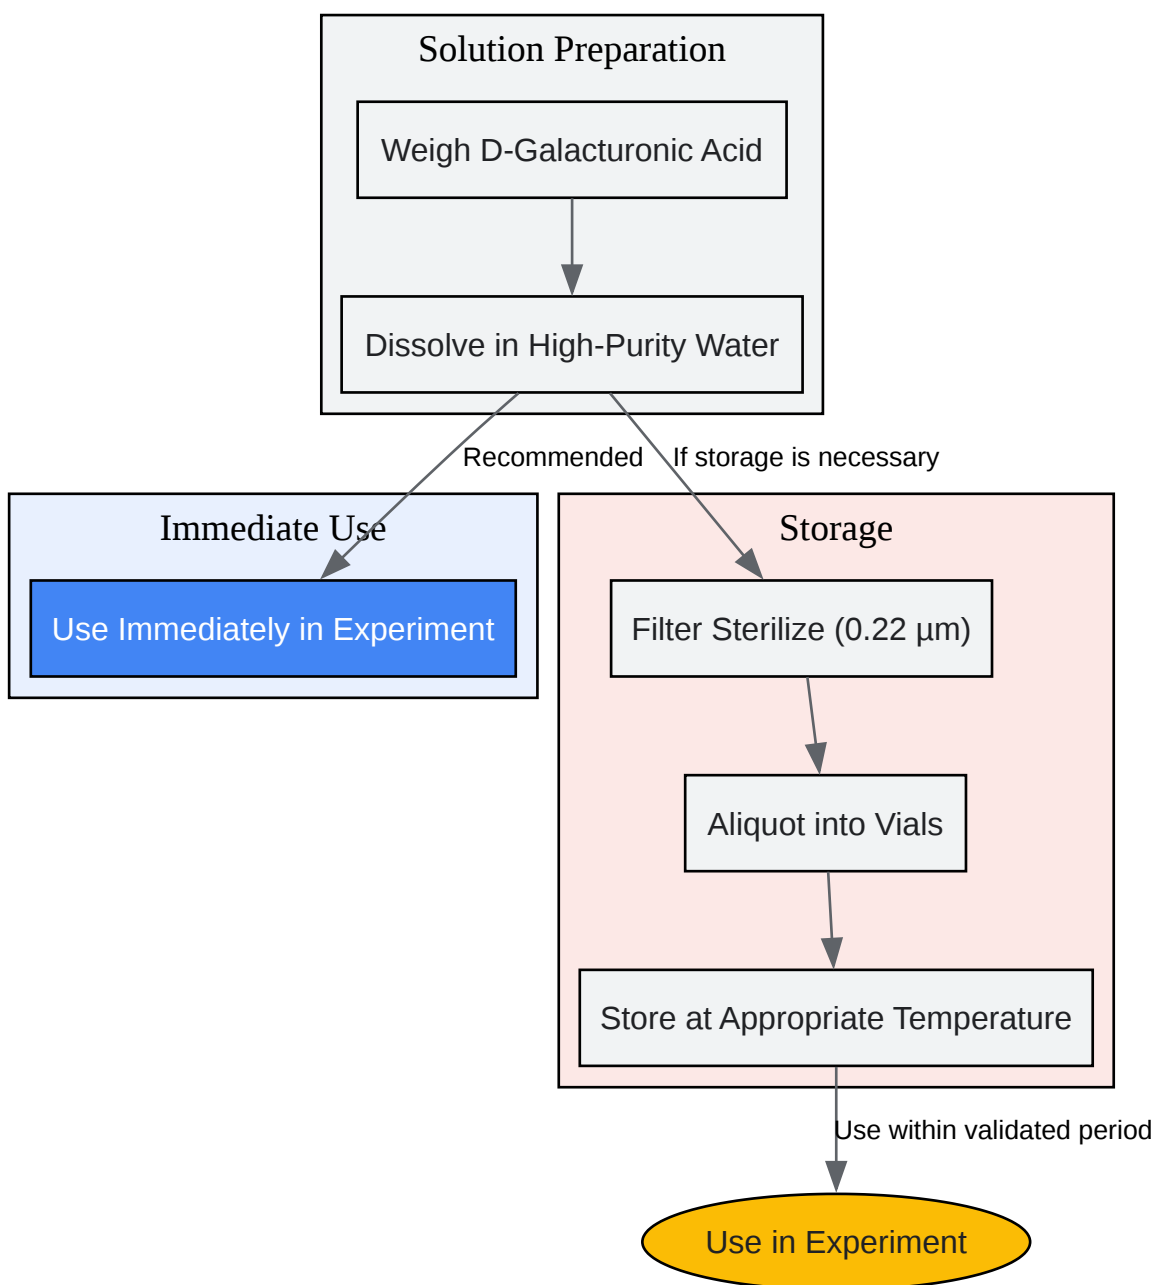 Solution Preparation
Weigh D-Galacturonic Acid
Dissolve in High-Purity Water
Recommended
If storage is necessary
Immediate Use
Use Immediately in Experiment
Storage
Filter Sterilize (0.22 µm)
Aliquot into Vials
Store at Appropriate Temperature
Use within validated period
Use in Experiment